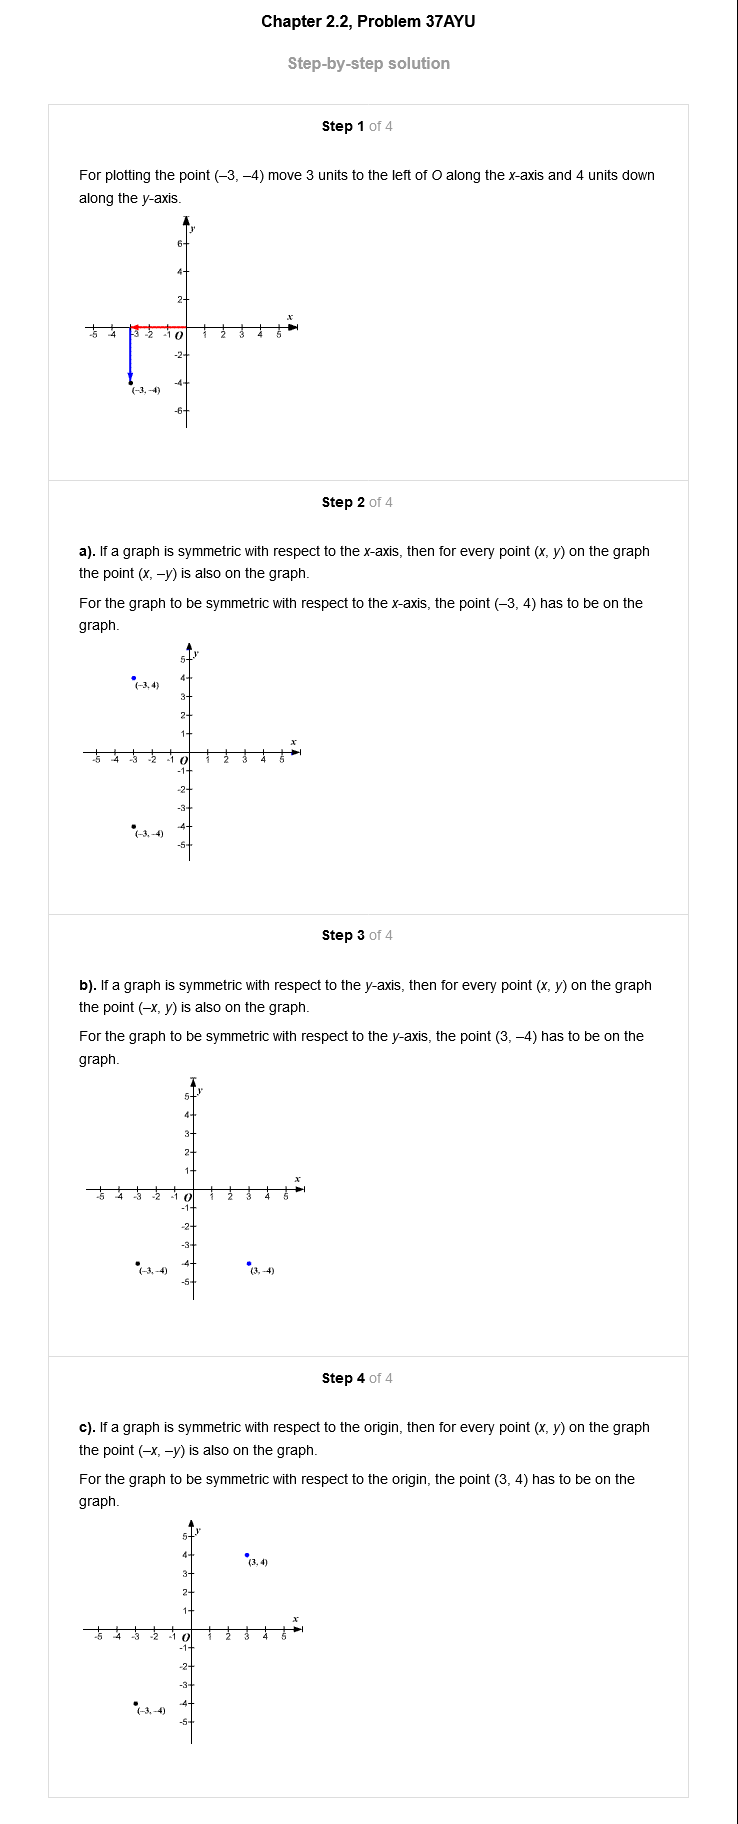 Chapter 2.2, Problem 37AYU
Step-by-step solution
Step 1 of 4
For plotting the point (–3, –4) move 3 units to the left of O along the x-axis and 4 units down
along the y-axis.
y
6
4
2
x
-5 -4 -3 -2 -1 O 1 2 3 4 5
-2
-4
(–3, –4)
-6
Step 2 of 4
a). If a graph is symmetric with respect to the x-axis, then for every point (x, y) on the graph
the point (x, –y) is also on the graph.
For the graph to be symmetric with respect to the x-axis, the point (–3, 4) has to be on the
graph.
y
5
4
(–3, 4)
3
2
1
x
-5 -4 -3 -2 -1 O 1 2 3 4 5
-1
-2
-3
-4
(–3, –4)
-5
Step 3 of 4
b). If a graph is symmetric with respect to the y-axis, then for every point (x, y) on the graph
the point (–x, y) is also on the graph.
For the graph to be symmetric with respect to the y-axis, the point (3, –4) has to be on the
graph.
y
5
4
3
2
1
x
-5 -4 -3 -2 -1 O 1 2 3 4 5
-1
-2
-3
-4
(–3, –4) (3, –4)
-5
Step 4 of 4
c). If a graph is symmetric with respect to the origin, then for every point (x, y) on the graph
the point (–x, –y) is also on the graph.
For the graph to be symmetric with respect to the origin, the point (3, 4) has to be on the
graph.
y
5
4
(3, 4)
3
2
1
x
-5 -4 -3 -2 -1 O 1 2 3 4 5
-1
-2
-3
-4
(–3, –4)
-5